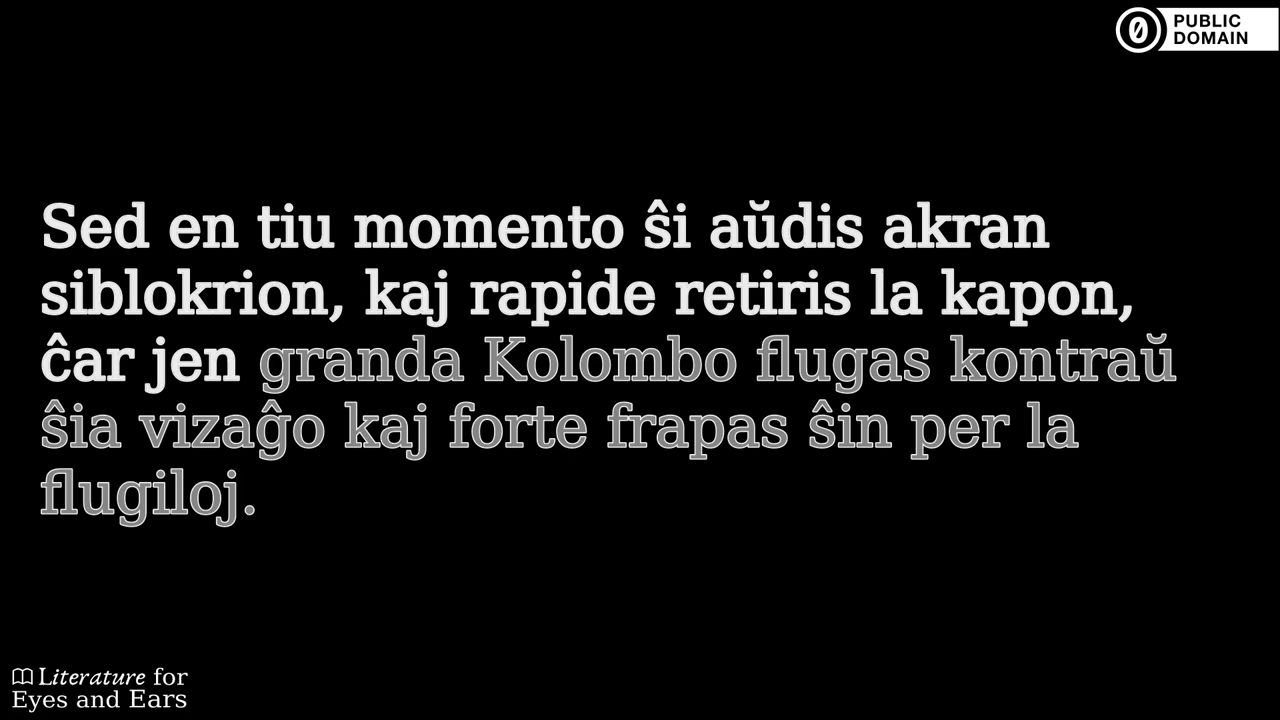 PUBLIC
DOMAIN
Sed en tiu momento ŝi aŭdis akran
siblokrion, kaj rapide retiris la kapon,
ĉar jen granda Kolombo flugas kontraŭ
ŝia vizaĝo kaj forte frapas ŝin per la
flugiloj.
Literature for
Eyes and Ears